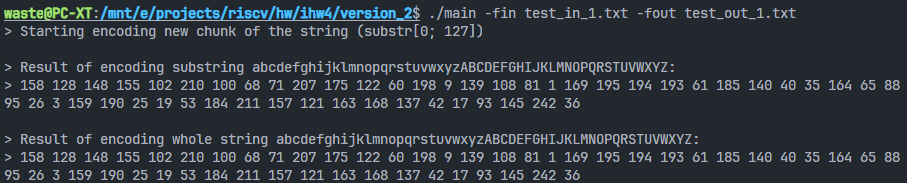 waste@PC-XT:/mnt/e/projects/riscv/hw/ihw4/version_2$ ./main -fin test_in_1.txt -fout test_out_1.txt
> Starting encoding new chunk of the string (substr[0; 127])
> Result of encoding substring abcdefghijklmnopqrstuvwxyzABCDEFGHIJKLMNOPQRSTUVWXYZ:
> 158 128 148 155 102 210 100 68 71 207 175 122 60 198 9 139 108 81 1 169 195 194 193 61 185 140 40 35 164 65 88
95 26 3 159 190 25 19 53 184 211 157 121 163 168 137 42 17 93 145 242 36
> Result of encoding whole string abcdefghijklmnopqrstuvwxyzABCDEFGHIJKLMNOPQRSTUVWXYZ:
> 158 128 148 155 102 210 100 68 71 207 175 122 60 198 9 139 108 81 1 169 195 194 193 61 185 140 40 35 164 65 88
95 26 3 159 190 25 19 53 184 211 157 121 163 168 137 42 17 93 145 242 36